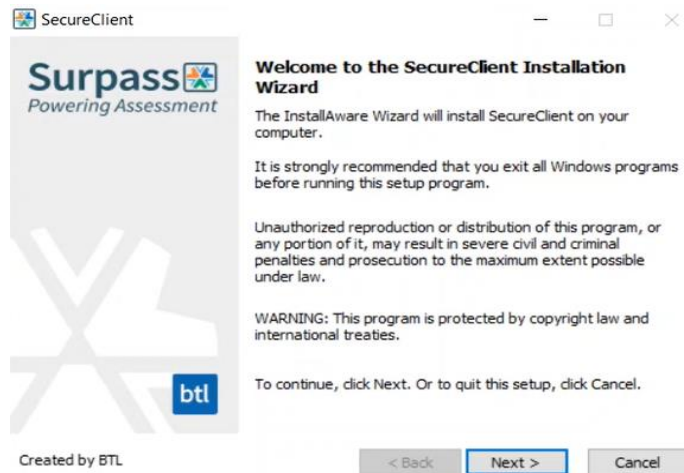 SecureClient
Surpass
Powering Assessment
Welcome to the SecureClient Installation
Wizard
The InstallAware Wizard will install SecureClient on your
computer.
It is strongly recommended that you exit all Windows programs
before running this setup program.
Unauthorized reproduction or distribution of this program, or
any portion of it, may result in severe civil and criminal
penalties and prosecution to the maximum extent possible
under law.
WARNING: This program is protected by copyright law and
international treaties.
btl
To continue, click Next. Or to quit this setup, click Cancel.
Created by BTL
< Back
Next >
Cancel